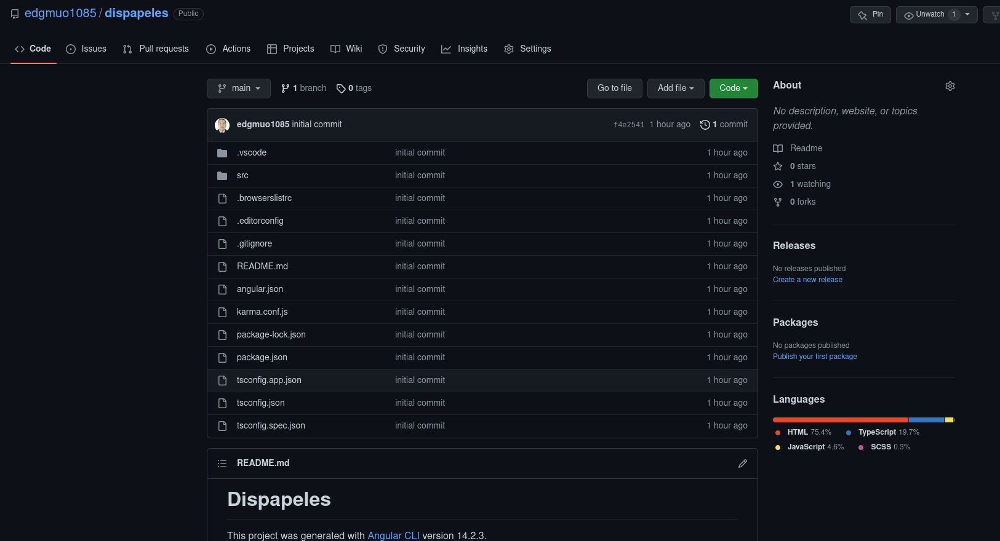 edgmuo1085 / dispapeles Public Pin Unwatch 1
Code Issues Pull requests Actions Projects Wiki Security Insights Settings
main 1 branch 0 tags Go to file Add file Code
edgmuo1085 initial commit f4e2541 1 hour ago 1 commit
.vscode initial commit 1 hour ago
src initial commit 1 hour ago
.browserslistrc initial commit 1 hour ago
.editorconfig initial commit 1 hour ago
.gitignore initial commit 1 hour ago
README.md initial commit 1 hour ago
angular.json initial commit 1 hour ago
karma.conf.js initial commit 1 hour ago
package-lock.json initial commit 1 hour ago
package.json initial commit 1 hour ago
tsconfig.app.json initial commit 1 hour ago
tsconfig.json initial commit 1 hour ago
tsconfig.spec.json initial commit 1 hour ago
README.md
Dispapeles
This project was generated with Angular CLI version 14.2.3.
About
No description, website, or topics
provided.
Readme
0 stars
1 watching
0 forks
Releases
No releases published
Create a new release
Packages
No packages published
Publish your first package
Languages
HTML 75.4% TypeScript 19.7%
JavaScript 4.6% SCSS 0.3%